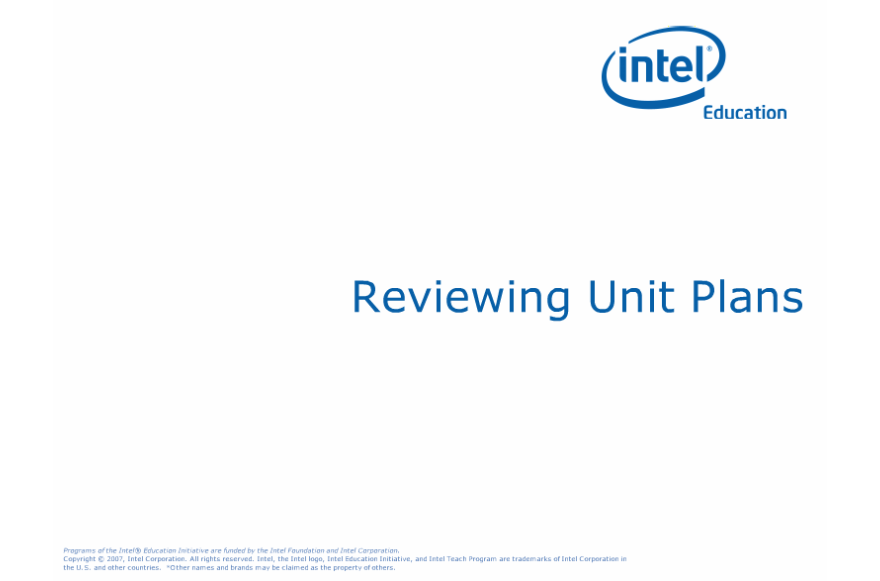 intel®
Education
Reviewing Unit Plans
Programs of the Intel® Education Initiative are funded by the Intel Foundation and Intel Corporation.
Copyright © 2007, Intel Corporation. All rights reserved. Intel, the Intel logo, Intel Education Initiative, and Intel Teach Program are trademarks of Intel Corporation in
the U.S. and other countries. *Other names and brands may be claimed as the property of others.